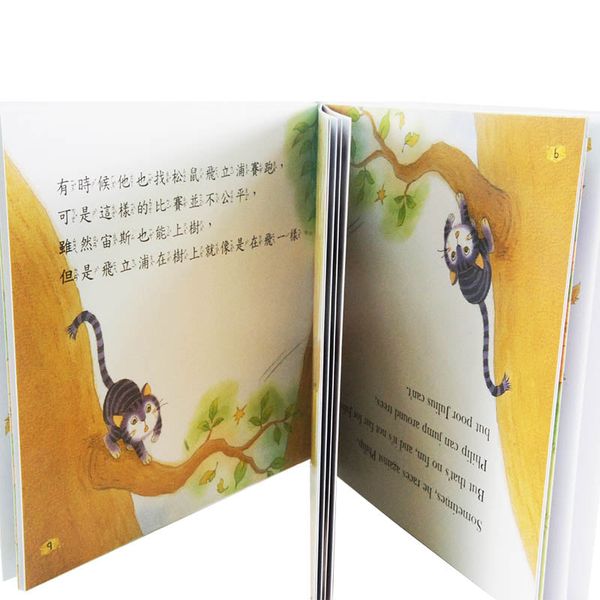 有時候他也找松鼠飛立浦賽跑，
可是這樣的比賽並不公平，
雖然宙斯也能上樹，
但是飛立浦在樹上就像是在飛一樣
9
Sometimes, he races against Philip.
But that's no fun, and it's not fair for
Philip can jump around trees,
but poor Julius can't.